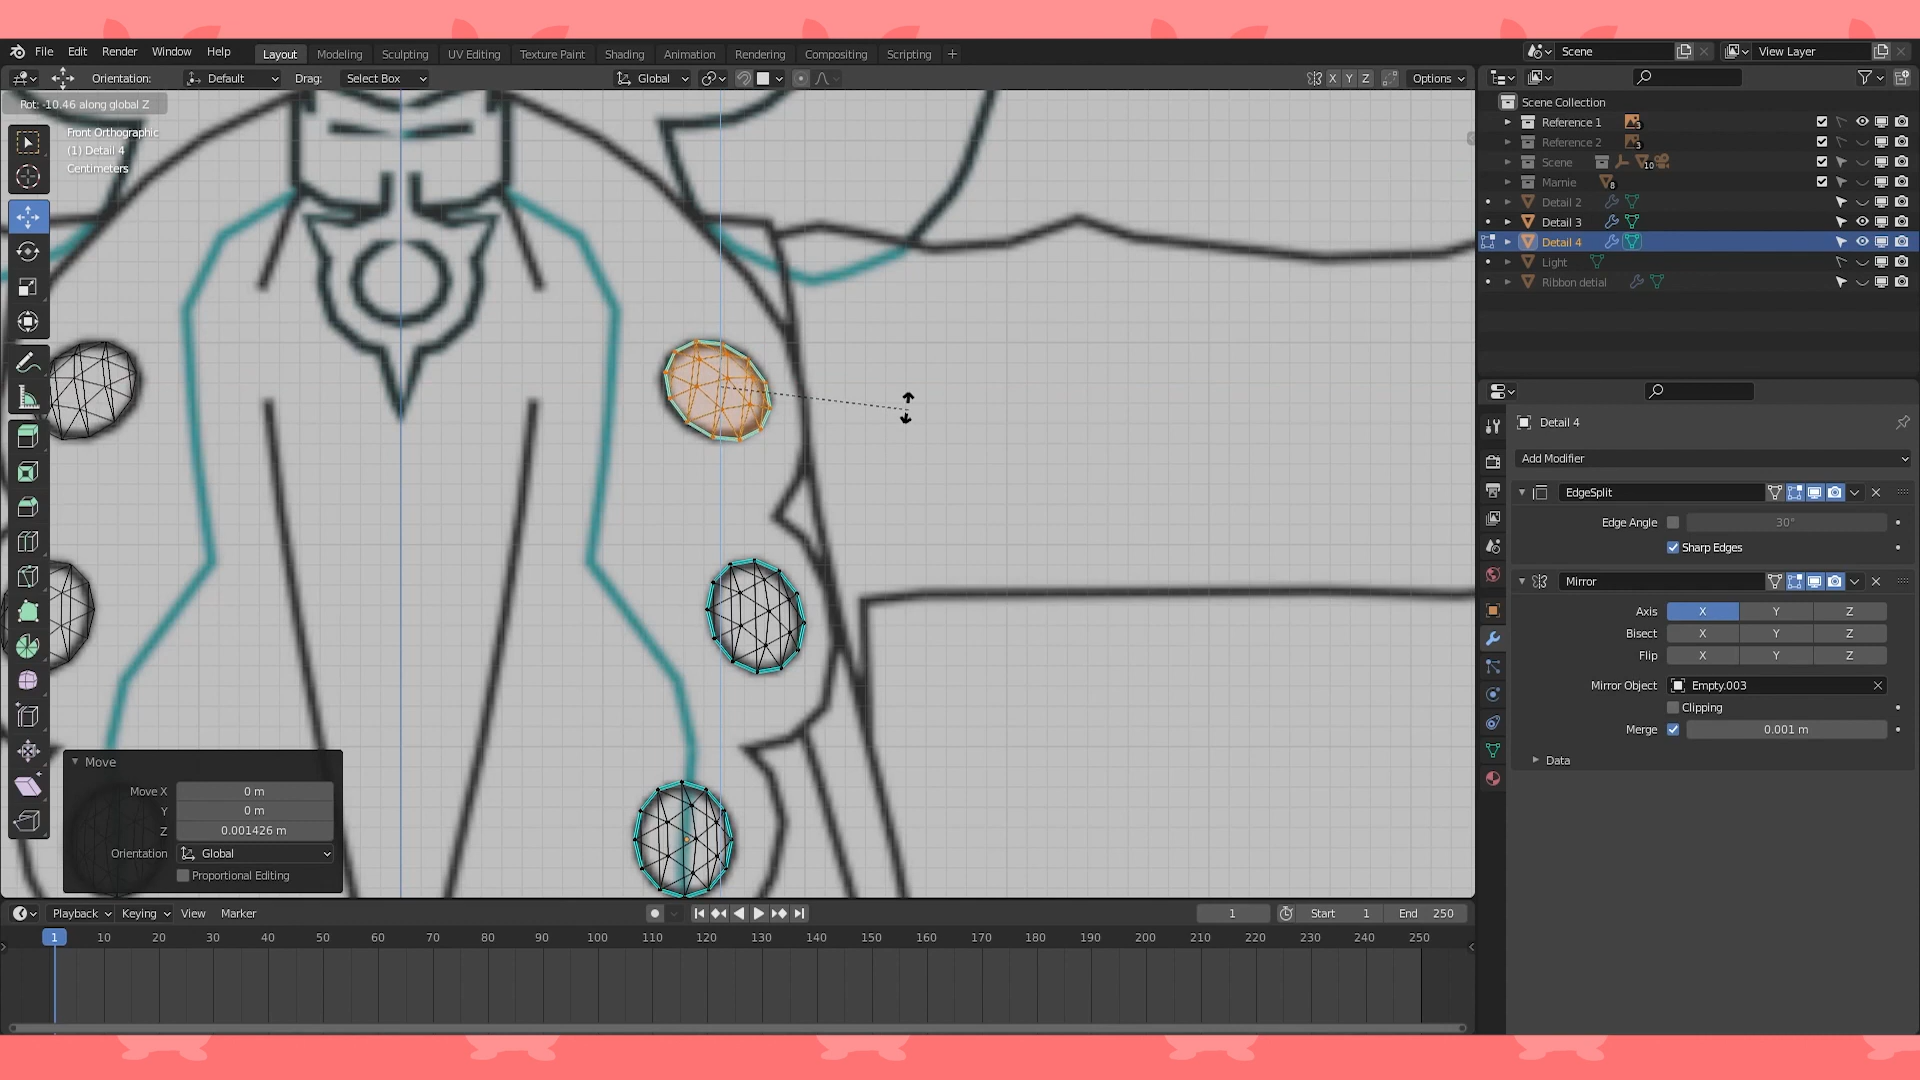 File Edit Render Window Help Layout Modeling Sculpting UV Editing Texture Paint Shading Animation Rendering Compositing Scripting + Scene View Layer
Orientation: Default Drag: Select Box Global X Y Z Options
Rot: -10.46 along global Z
Front Orthographic
(1) Detail 4
Centimeters
Scene Collection
Reference 1 3
Reference 2 3
Scene 10
Marnie 8
Detail 2
Detail 3
Detail 4
Light
Ribbon detial
Detail 4
Add Modifier
EdgeSplit
Edge Angle 30°
Sharp Edges
Mirror
Axis X Y Z
Bisect X Y Z
Flip X Y Z
Mirror Object Empty.003
Clipping
Merge 0.001 m
Data
Move
Move X 0 m
Y 0 m
Z 0.001426 m
Orientation Global
Proportional Editing
Playback Keying View Marker 1 Start 1 End 250
1 10 20 30 40 50 60 70 80 90 100 110 120 130 140 150 160 170 180 190 200 210 220 230 240 250